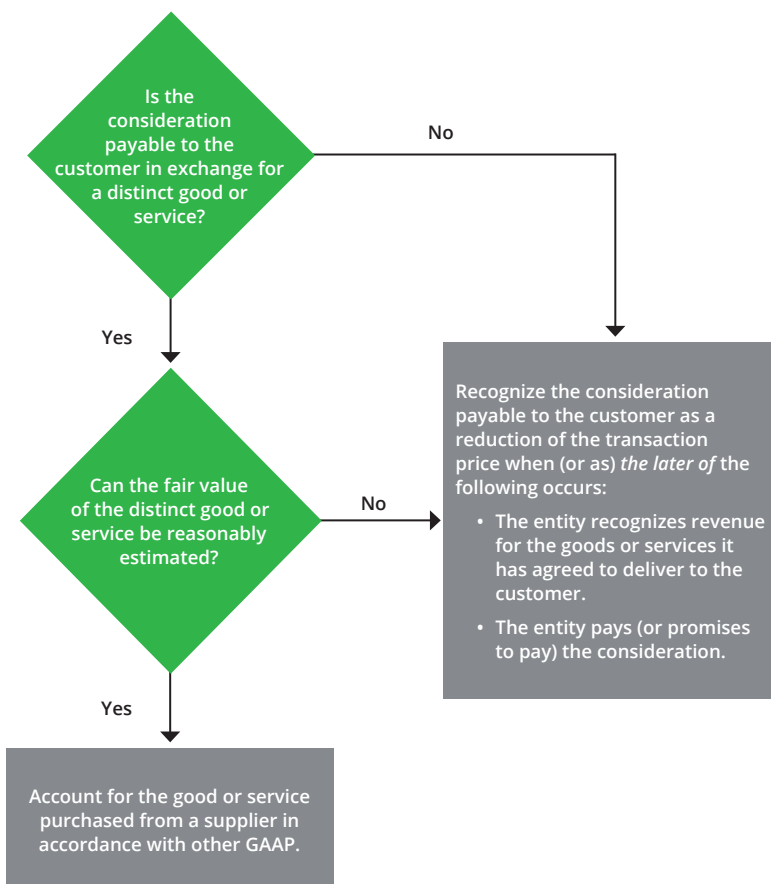 Is the
consideration
payable to the
customer in exchange for
a distinct good or
service?
No
Yes
Recognize the consideration
payable to the customer as a
reduction of the transaction
price when (or as) the later of the
following occurs:
• The entity recognizes revenue
for the goods or services it
has agreed to deliver to the
customer.
• The entity pays (or promises
to pay) the consideration.
Can the fair value
of the distinct good or
service be reasonably
estimated?
No
Yes
Account for the good or service
purchased from a supplier in
accordance with other GAAP.